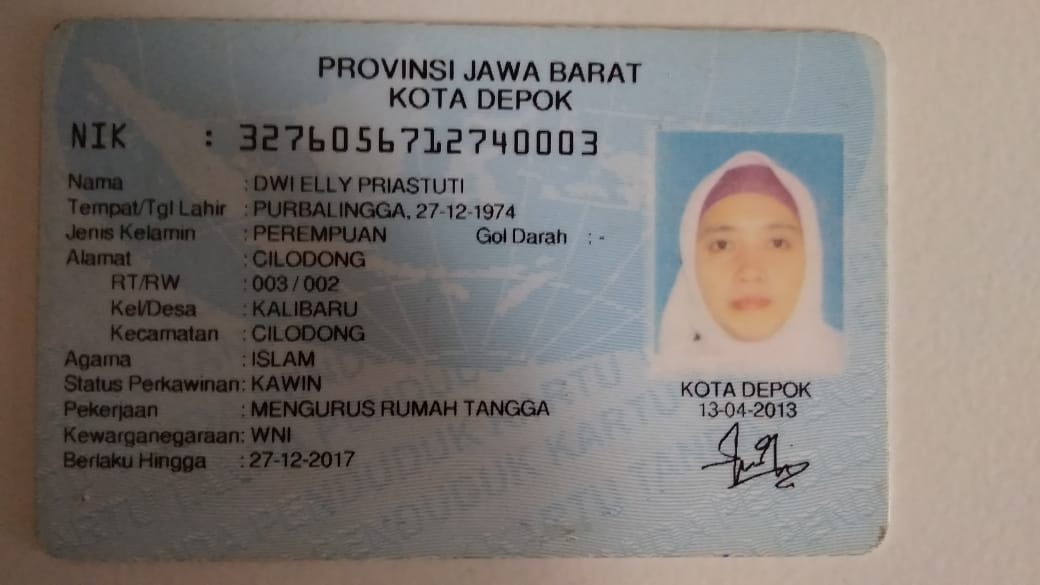 PROVINSI JAWA BARAT
KOTA DEPOK
NIK : 3276056712740003
Nama : DWI ELLY PRIASTUTI
Tempat/Tgl Lahir : PURBALINGGA, 27-12-1974
Jenis Kelamin : PEREMPUAN Gol Darah : -
Alamat : CILODONG
RT/RW : 003 / 002
Kel/Desa : KALIBARU
Kecamatan : CILODONG
Agama : ISLAM
Status Perkawinan: KAWIN
Pekerjaan : MENGURUS RUMAH TANGGA
Kewarganegaraan: WNI
Berlaku Hingga : 27-12-2017
KOTA DEPOK
13-04-2013